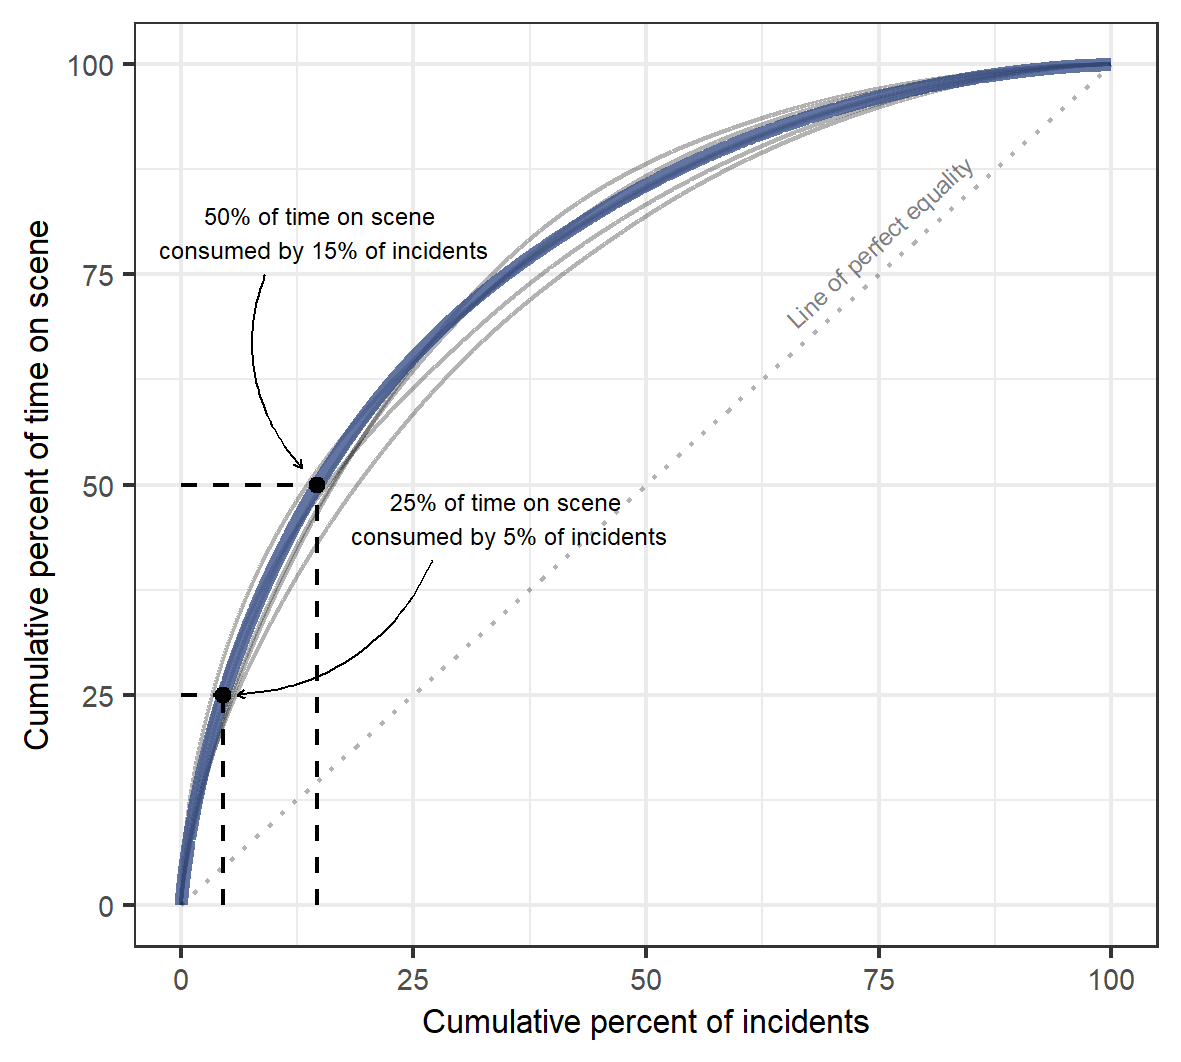 Cumulative percent of time on scene
100
75
50
25
0
50% of time on scene
consumed by 15% of incidents
25% of time on scene
consumed by 5% of incidents
Line of perfect equality
0
25
50
75
100
Cumulative percent of incidents